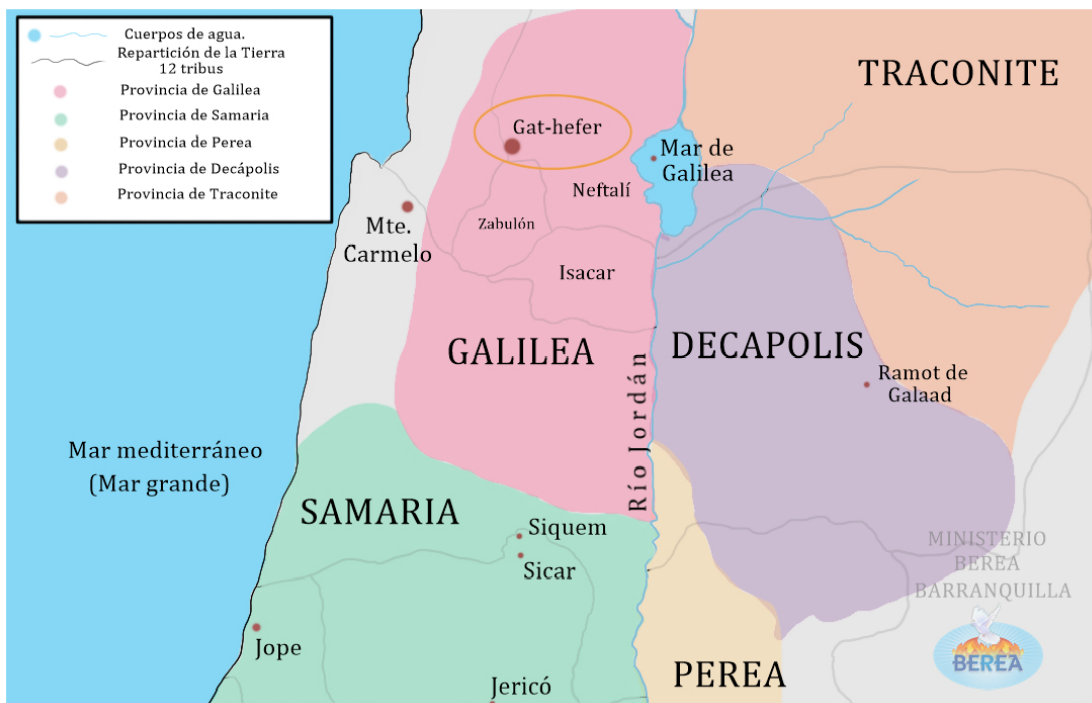 Cuerpos de agua.
Repartición de la Tierra
12 tribus
Provincia de Galilea
Provincia de Samaria
Provincia de Perea
Provincia de Decápolis
Provincia de Traconite
TRACONITE
Gat-hefer
Mar de
Galilea
Neftalí
Zabulón
Mte.
Carmelo
Isacar
GALILEA
DECAPOLIS
Ramot de
Galaad
Río Jordán
Mar mediterráneo
(Mar grande)
SAMARIA
Siquem
Sicar
MINISTERIO
BEREA
BARRANQUILLA
Jope
BEREA
PEREA
Jericó